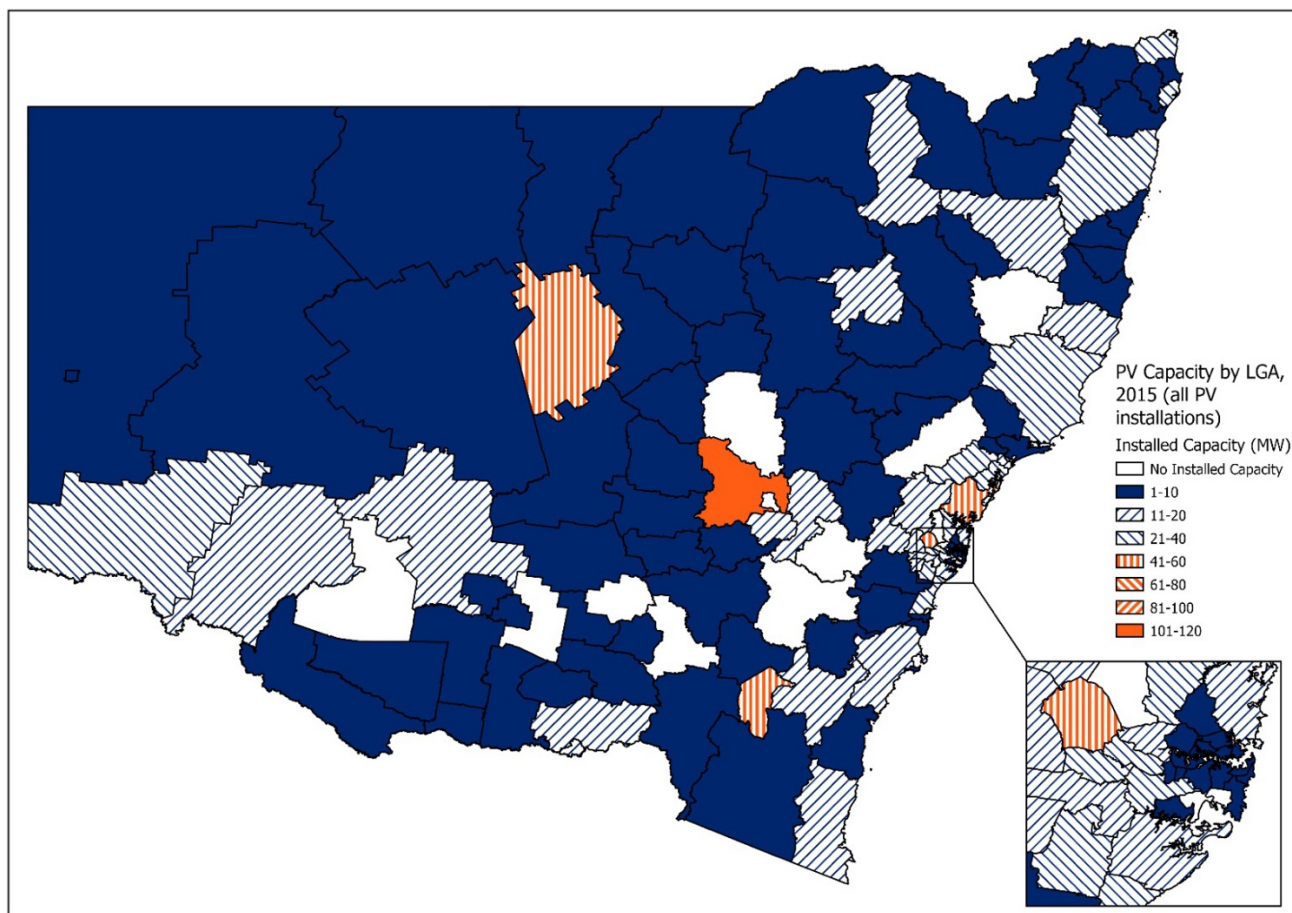 PV Capacity by LGA,
2015 (all PV
installations)
Installed Capacity (MW)
No Installed Capacity
1-10
11-20
21-40
41-60
61-80
81-100
101-120